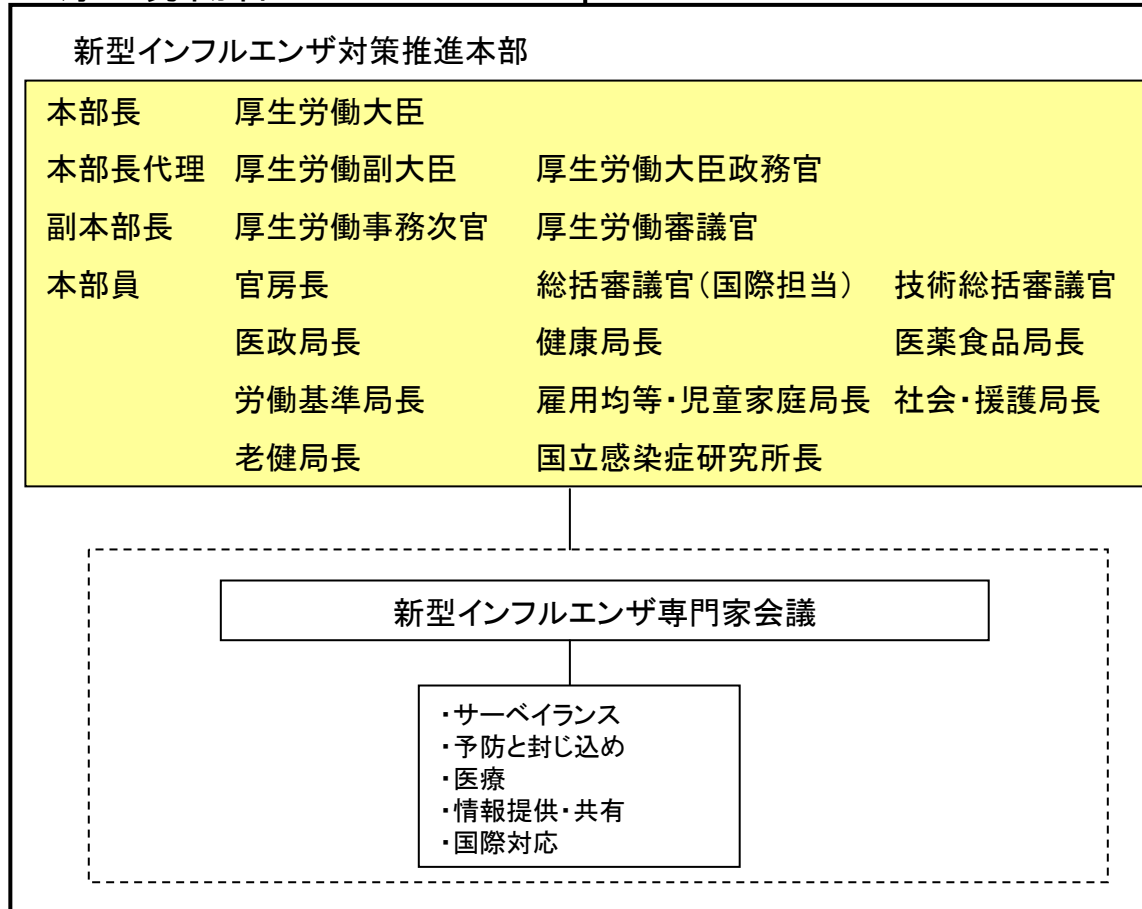 新型インフルエンザ対策推進本部
本部長 厚生労働大臣
本部長代理 厚生労働副大臣 厚生労働大臣政務官
副本部長 厚生労働事務次官 厚生労働審議官
本部員 官房長 総括審議官(国際担当) 技術総括審議官
医政局長 健康局長 医薬食品局長
労働基準局長 雇用均等・児童家庭局長 社会・援護局長
老健局長 国立感染症研究所長
新型インフルエンザ専門家会議
・サーベイランス
・予防と封じ込め
・医療
・情報提供・共有
・国際対応